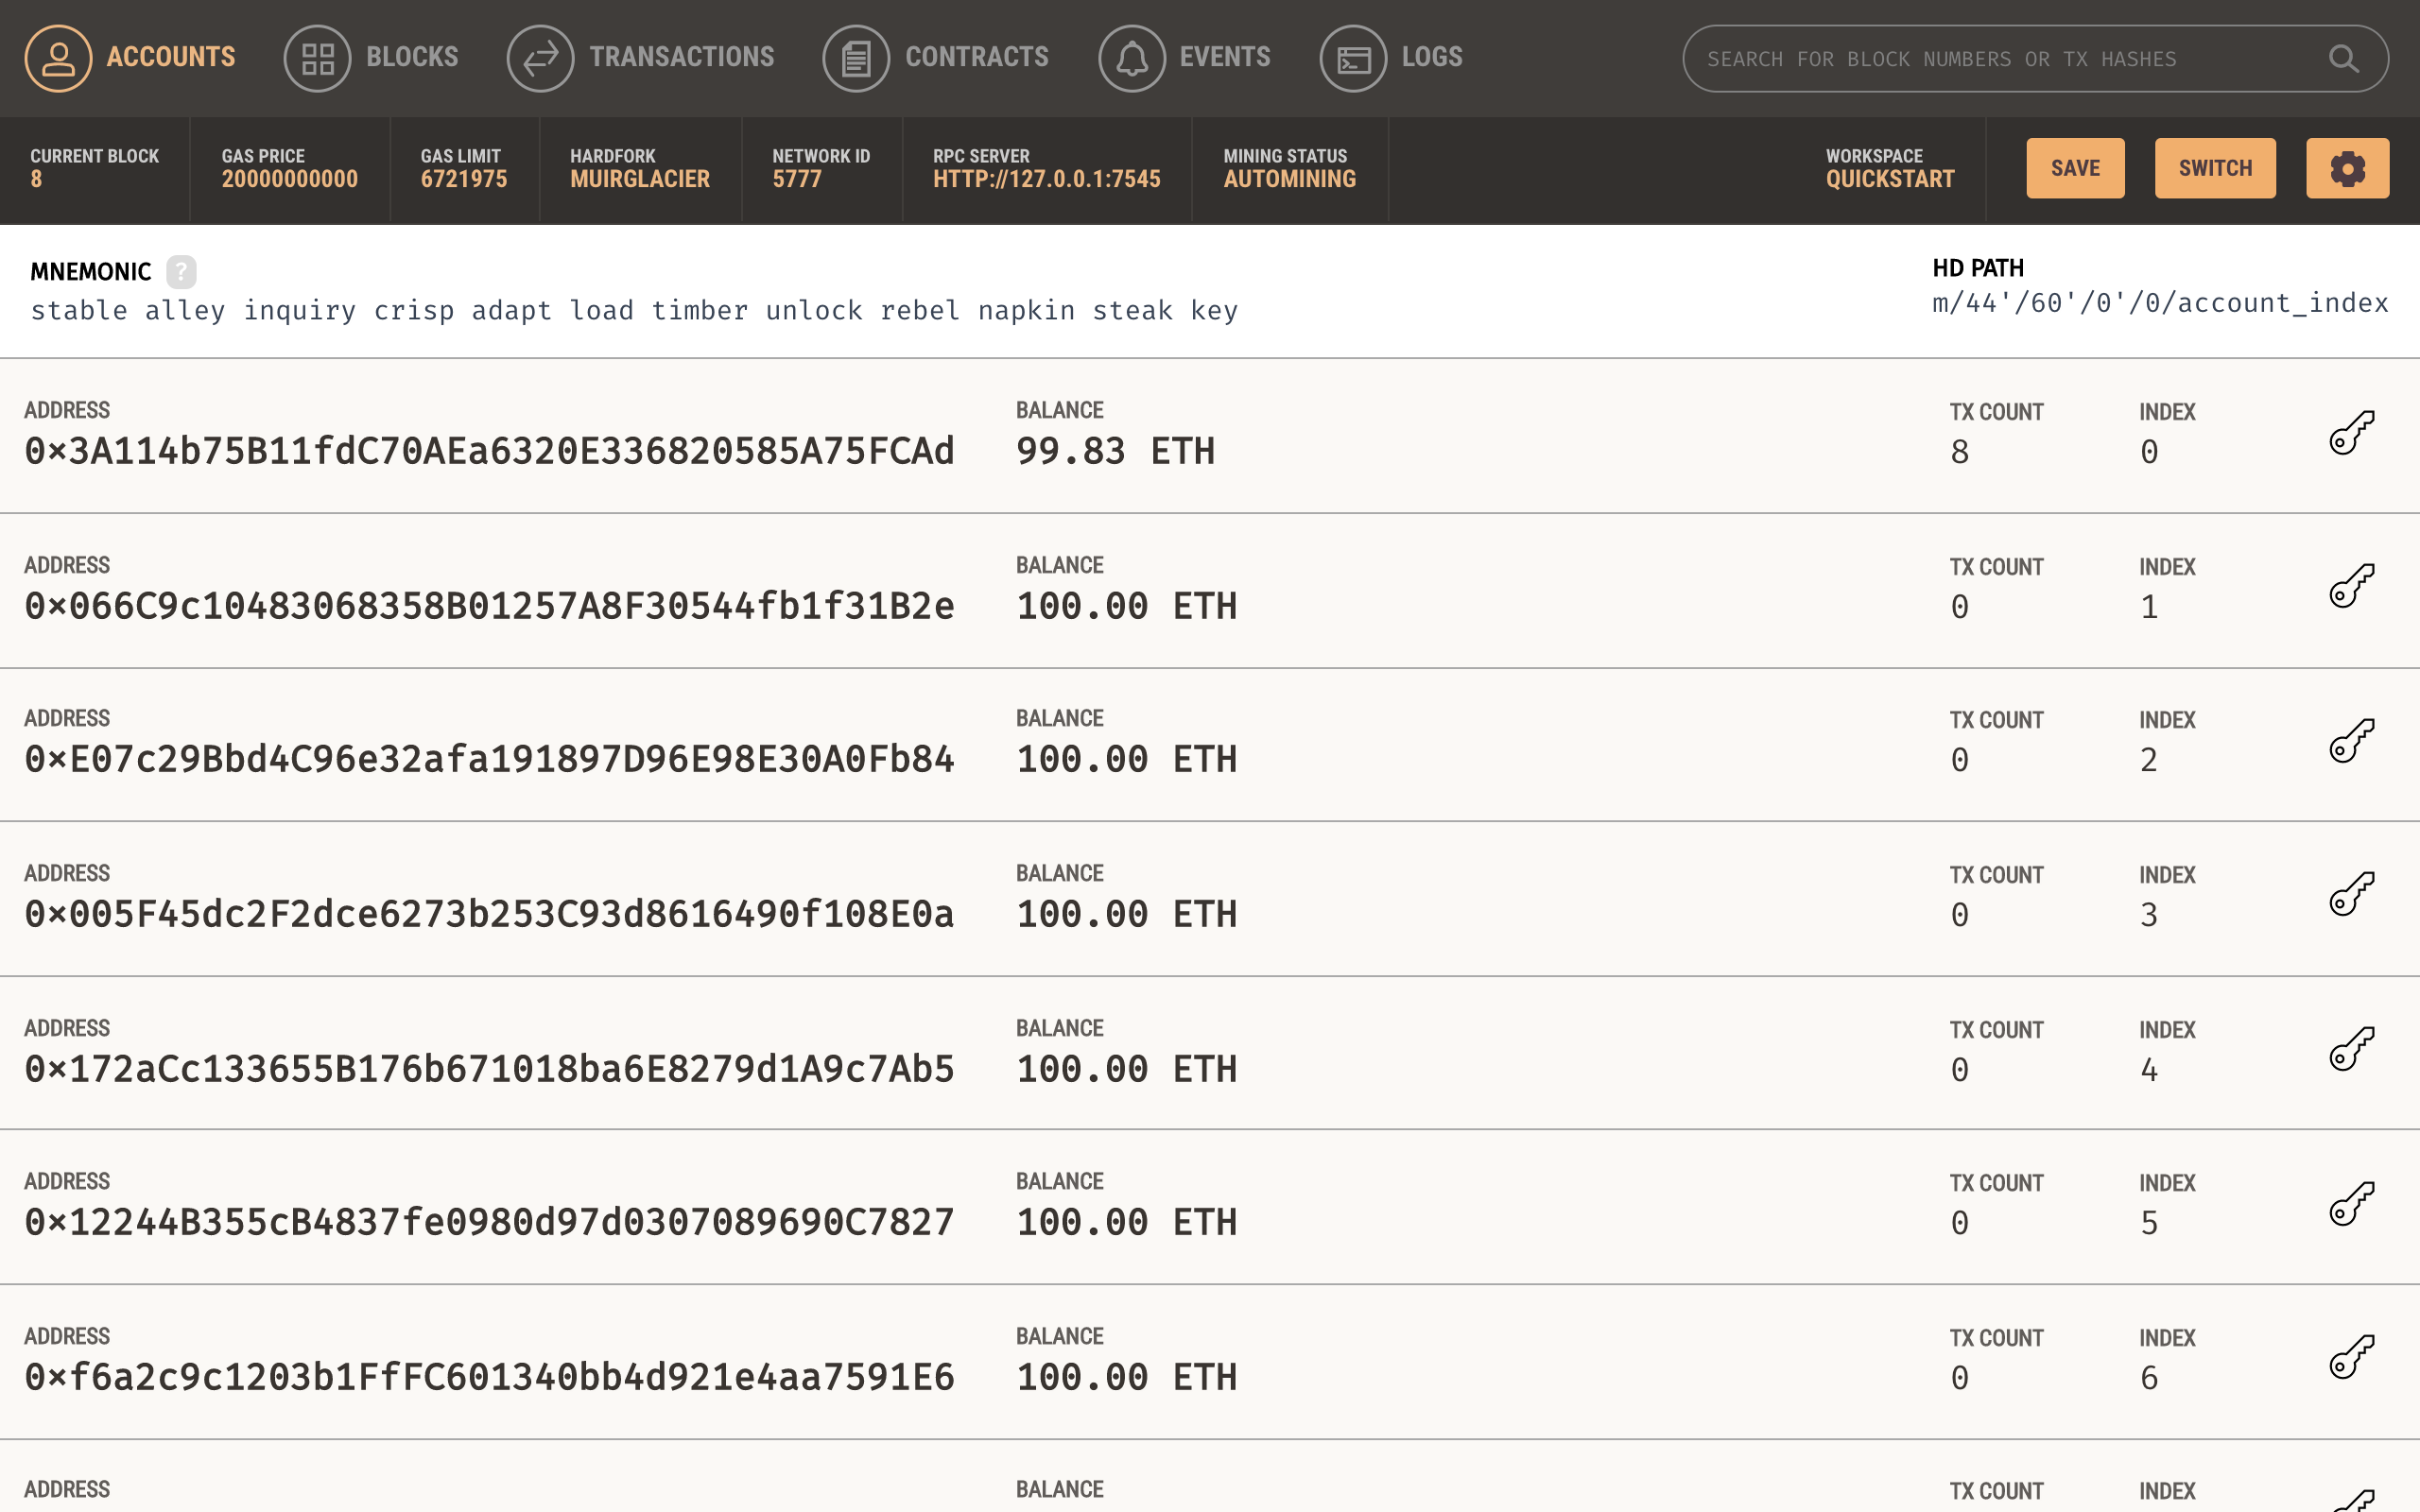 ACCOUNTS BLOCKS TRANSACTIONS CONTRACTS EVENTS LOGS SEARCH FOR BLOCK NUMBERS OR TX HASHES
CURRENT BLOCK GAS PRICE GAS LIMIT HARDFORK NETWORK ID RPC SERVER MINING STATUS WORKSPACE
8 20000000000 6721975 MUIRGLACIER 5777 HTTP://127.0.0.1:7545 AUTOMINING QUICKSTART SAVE SWITCH
MNEMONIC ? HD PATH
stable alley inquiry crisp adapt load timber unlock rebel napkin steak key m/44'/60'/0'/0/account_index
ADDRESS BALANCE TX COUNT INDEX
0×3A114b75B11fdC70AEa6320E336820585A75FCAd 99.83 ETH 8 0
ADDRESS BALANCE TX COUNT INDEX
0×066C9c10483068358B01257A8F30544fb1f31B2e 100.00 ETH 0 1
ADDRESS BALANCE TX COUNT INDEX
0×E07c29Bbd4C96e32afa191897D96E98E30A0Fb84 100.00 ETH 0 2
ADDRESS BALANCE TX COUNT INDEX
0×005F45dc2F2dce6273b253C93d8616490f108E0a 100.00 ETH 0 3
ADDRESS BALANCE TX COUNT INDEX
0×172aCc133655B176b671018ba6E8279d1A9c7Ab5 100.00 ETH 0 4
ADDRESS BALANCE TX COUNT INDEX
0×12244B355cB4837fe0980d97d0307089690C7827 100.00 ETH 0 5
ADDRESS BALANCE TX COUNT INDEX
0×f6a2c9c1203b1FfFC601340bb4d921e4aa7591E6 100.00 ETH 0 6
ADDRESS BALANCE TX COUNT INDEX